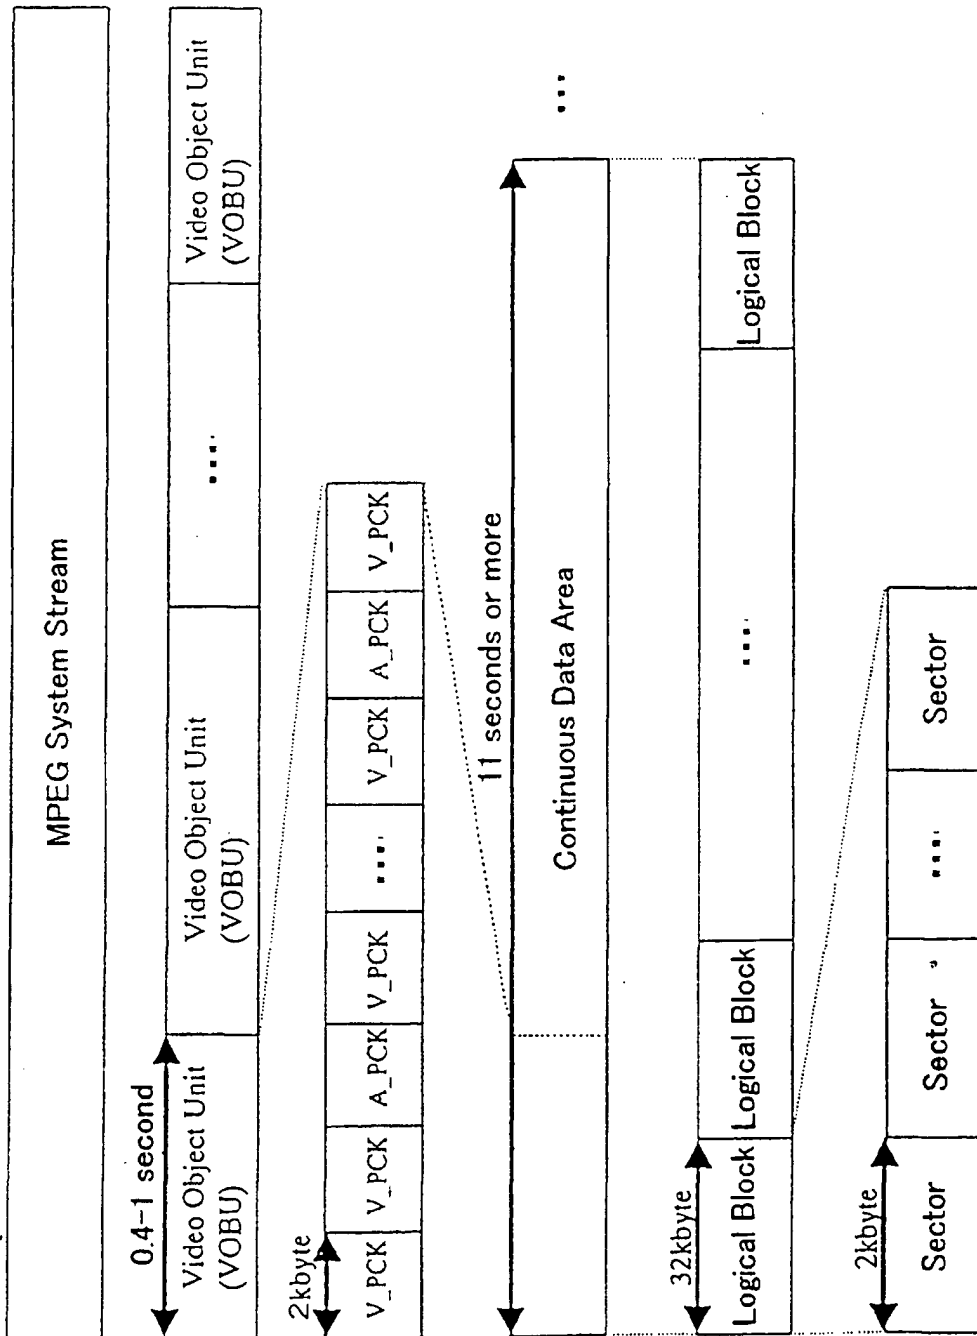 MPEG System Stream
0.4-1 second
Video Object Unit
(VOBU)
Video Object Unit
(VOBU)
....
Video Object Unit
(VOBU)
2kbyte
V_PCK
V_PCK
A_PCK
V_PCK
....
V_PCK
A_PCK
V_PCK
11 seconds or more
Continuous Data Area
...
32kbyte
Logical Block
Logical Block
....
Logical Block
2kbyte
Sector
Sector
....
Sector